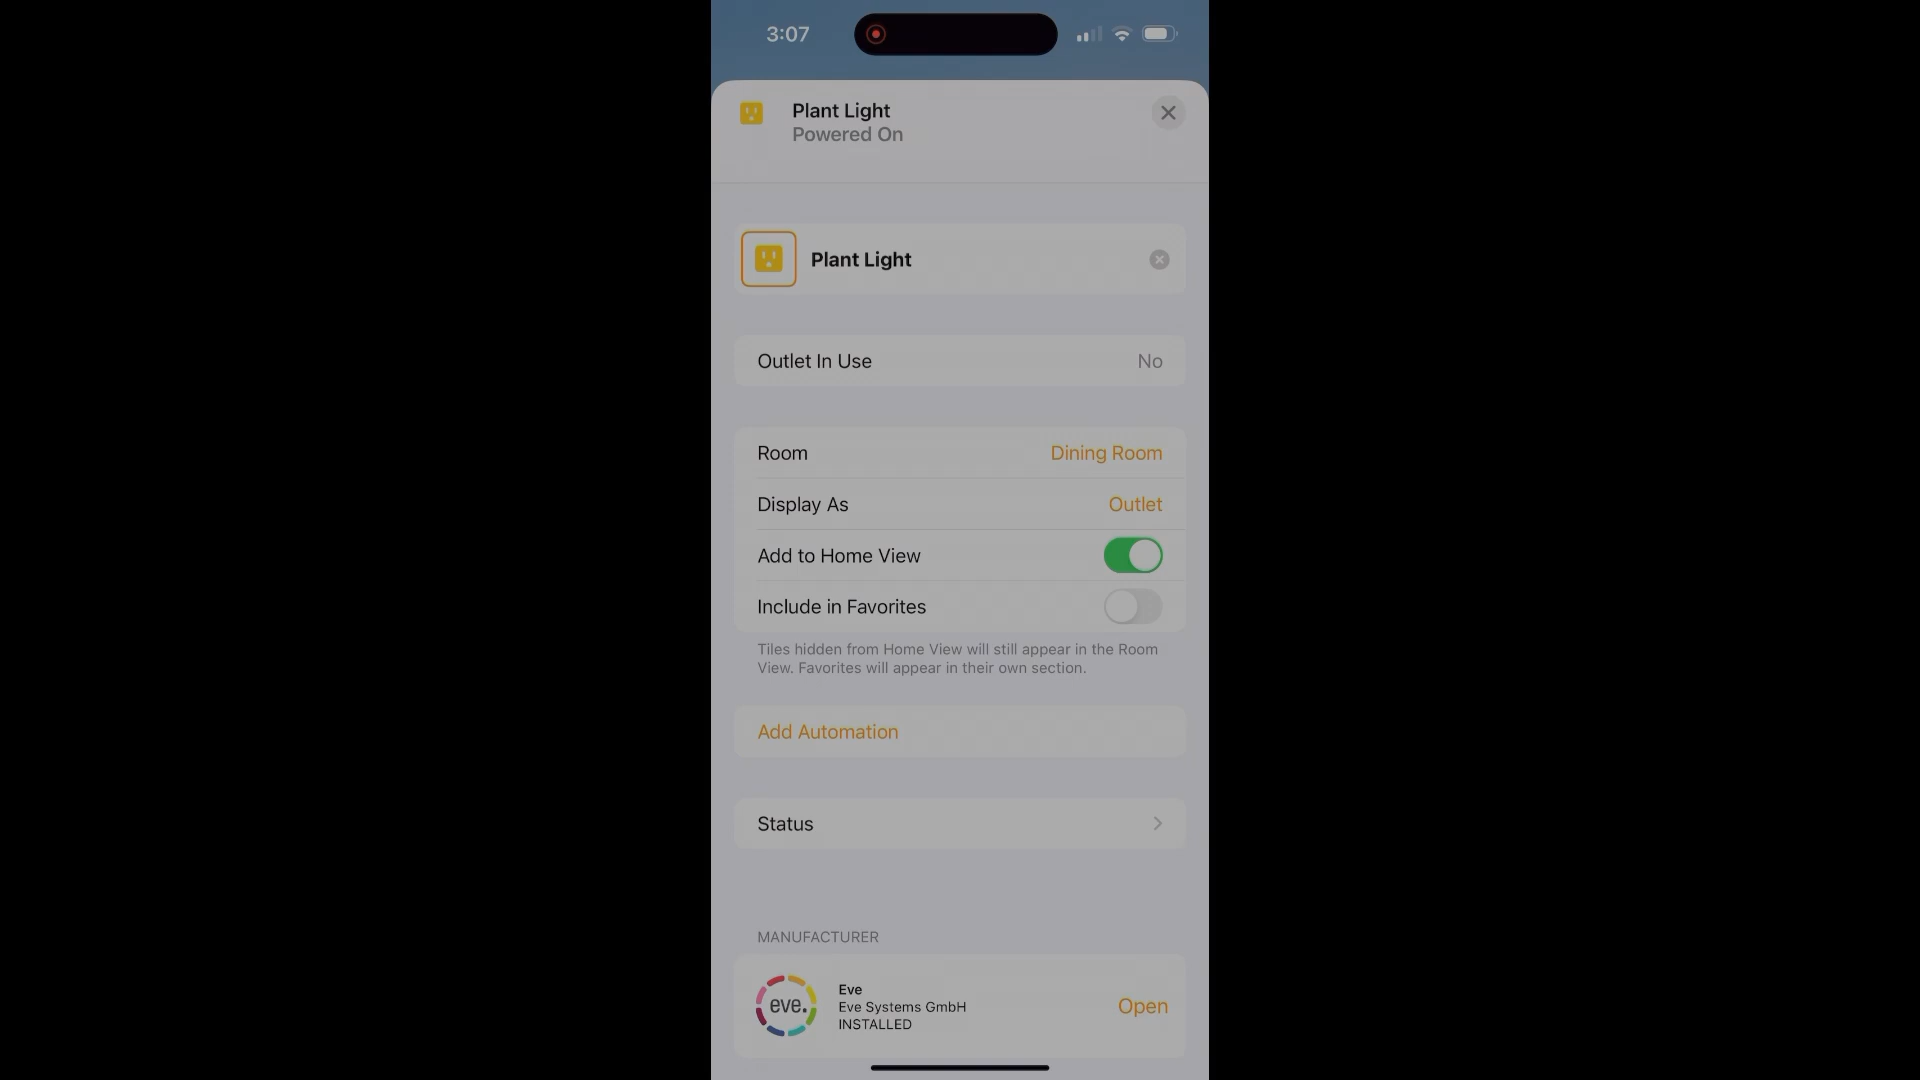 3:07
Plant Light
Powered On
Plant Light
Outlet In Use No
Room Dining Room
Display As Outlet
Add to Home View
Include in Favorites
Tiles hidden from Home View will still appear in the Room
View. Favorites will appear in their own section.
Add Automation
Status
MANUFACTURER
eve.
Eve
Eve Systems GmbH
INSTALLED
Open